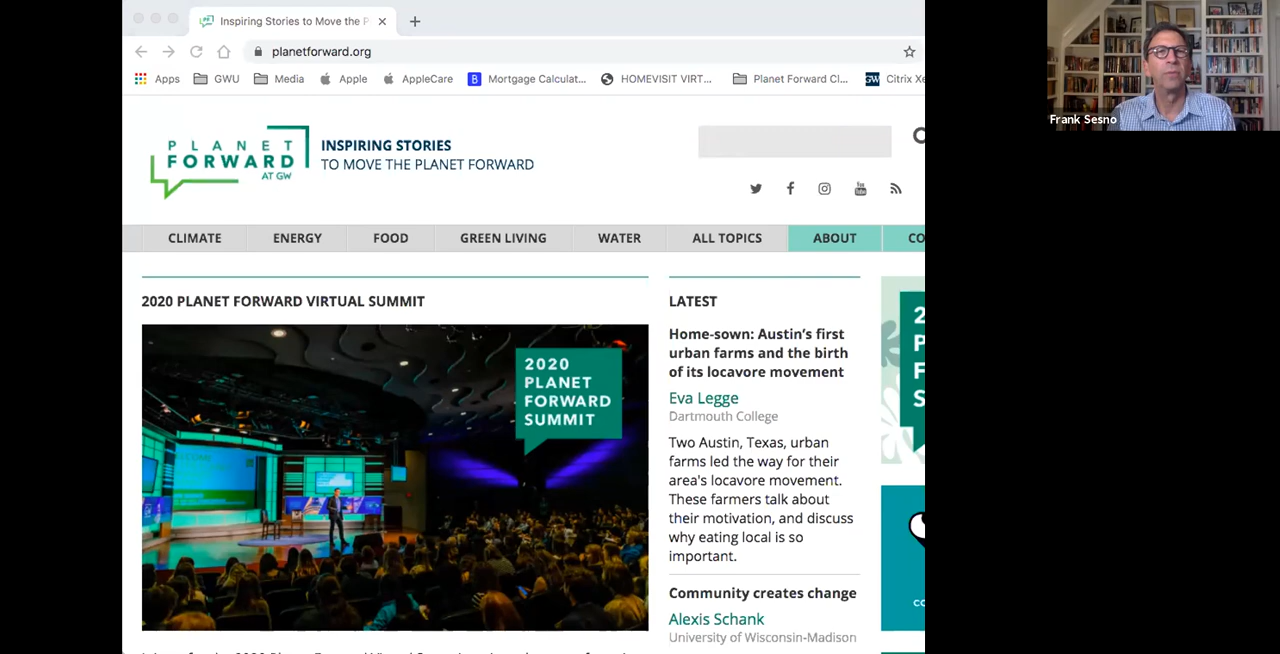 Inspiring Stories to Move the P
planetforward.org
Apps
GWU
Media
Apple
AppleCare
Mortgage Calculat...
HOMEVISIT VIRT...
Planet Forward Cl...
GW
Citrix Xe
PLANET
FORWARD
AT GW
INSPIRING STORIES
TO MOVE THE PLANET FORWARD
CLIMATE
ENERGY
FOOD
GREEN LIVING
WATER
ALL TOPICS
ABOUT
CO
2020 PLANET FORWARD VIRTUAL SUMMIT
2020
PLANET
FORWARD
SUMMIT
LATEST
Home-sown: Austin’s first
urban farms and the birth
of its locavore movement
Eva Legge
Dartmouth College
Two Austin, Texas, urban
farms led the way for their
area's locavore movement.
These farmers talk about
their motivation, and discuss
why eating local is so
important.
Community creates change
Alexis Schank
University of Wisconsin-Madison
2
P
F
S
Frank Sesno